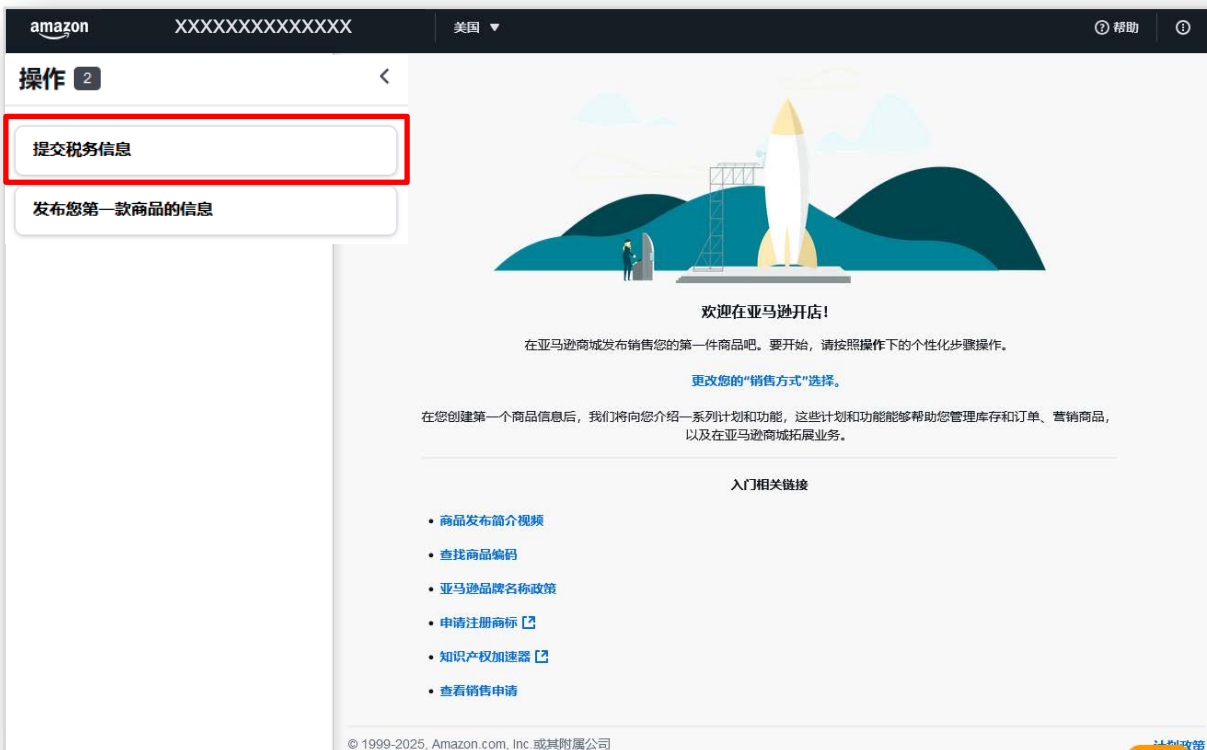 amazon XXXXXXXXXXXXXX 美国 ▼ 帮助
操作 2
提交税务信息
发布您第一款商品的信息
欢迎在亚马逊开店!
在亚马逊商城发布销售您的第一件商品吧。要开始，请按照操作下的个性化步骤操作。
更改您的“销售方式”选择。
在您创建第一个商品信息后，我们将向您介绍一系列计划和功能，这些计划和功能能够帮助您管理库存和订单、营销商品，
以及在亚马逊商城拓展业务。
入门相关链接
• 商品发布简介视频
• 查找商品编码
• 亚马逊品牌名称政策
• 申请注册商标
• 知识产权加速器
• 查看销售申请
© 1999-2025, Amazon.com, Inc.或其附属公司
计划政策